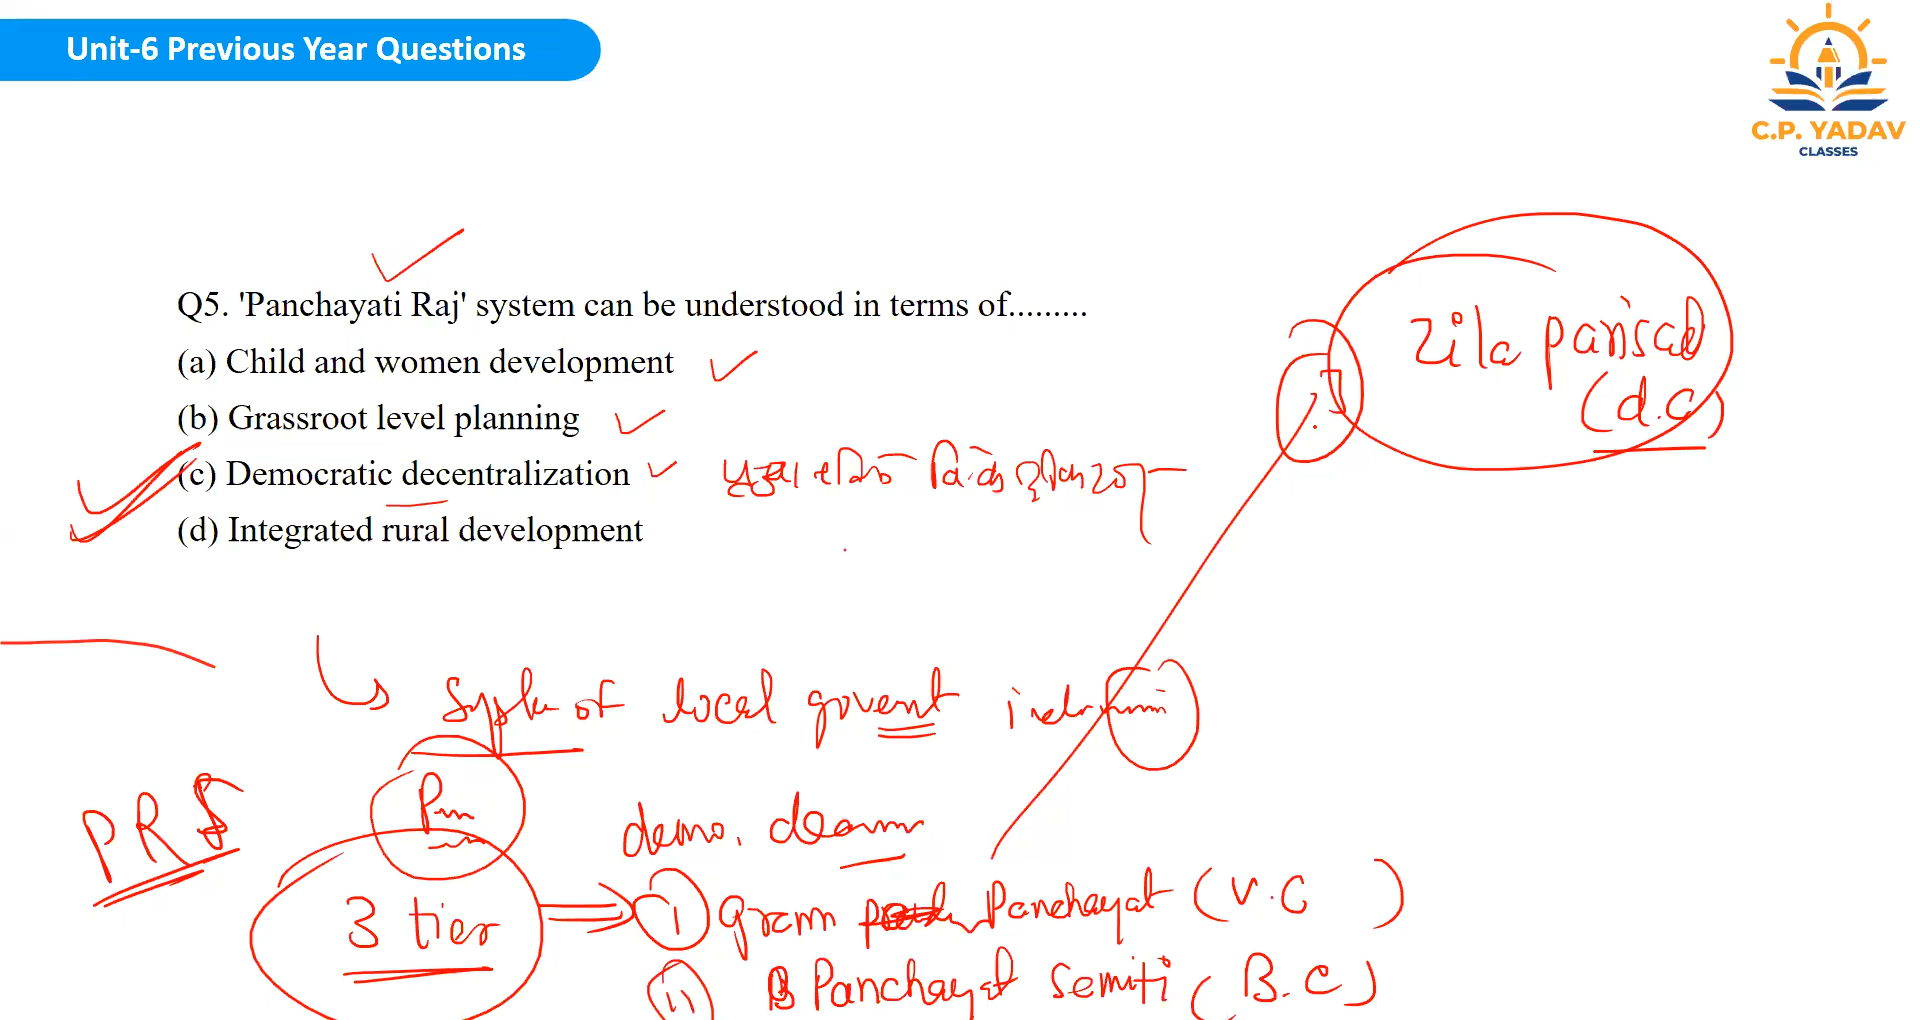 Unit-6 Previous Year Questions
C.P. YADAV
CLASSES
Q5. 'Panchayati Raj' system can be understood in terms of.........
(a) Child and women development
(b) Grassroot level planning
(c) Democratic decentralization
(d) Integrated rural development
Zila parisad
(d.c)
of local
PRS
demo.
3 tier
i gram Panchayat (V.C )
ii Panchayat Semiti (B.C)